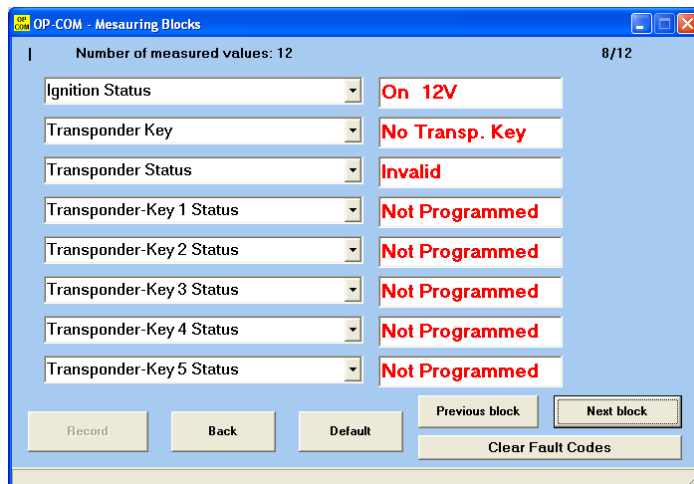 OP COM OP-COM - Mesauring Blocks
Number of measured values: 12 8/12
Ignition Status On 12V
Transponder Key No Transp. Key
Transponder Status Invalid
Transponder-Key 1 Status Not Programmed
Transponder-Key 2 Status Not Programmed
Transponder-Key 3 Status Not Programmed
Transponder-Key 4 Status Not Programmed
Transponder-Key 5 Status Not Programmed
Previous block Next block
Record Back Default
Clear Fault Codes